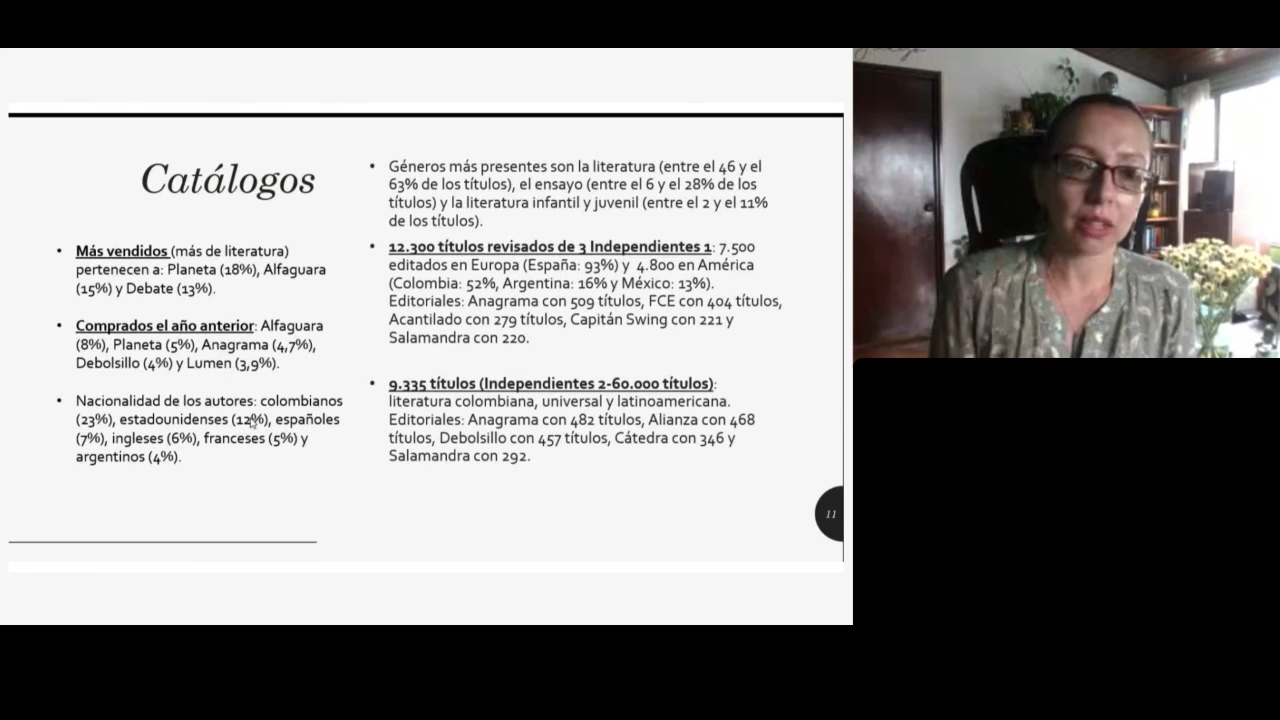 Catálogos
• Más vendidos (más de literatura)
pertenecen a: Planeta (18%), Alfaguara
(15%) y Debate (13%).
• Comprados el año anterior: Alfaguara
(8%), Planeta (5%), Anagrama (4,7%),
Debolsillo (4%) y Lumen (3,9%).
• Nacionalidad de los autores: colombianos
(23%), estadounidenses (12%), españoles
(7%), ingleses (6%), franceses (5%) y
argentinos (4%).
• Géneros más presentes son la literatura (entre el 46 y el
63% de los títulos), el ensayo (entre el 6 y el 28% de los
títulos) y la literatura infantil y juvenil (entre el 2 y el 11%
de los títulos).
• 12.300 títulos revisados de 3 Independientes 1: 7.500
editados en Europa (España: 93%) y 4.800 en América
(Colombia: 52%, Argentina: 16% y México: 13%).
Editoriales: Anagrama con 509 títulos, FCE con 404 títulos,
Acantilado con 279 títulos, Capitán Swing con 221 y
Salamandra con 220.
• 9.335 títulos (Independientes 2-60.000 títulos):
literatura colombiana, universal y latinoamericana.
Editoriales: Anagrama con 482 títulos, Alianza con 468
títulos, Debolsillo con 457 títulos, Cátedra con 346 y
Salamandra con 292.
11